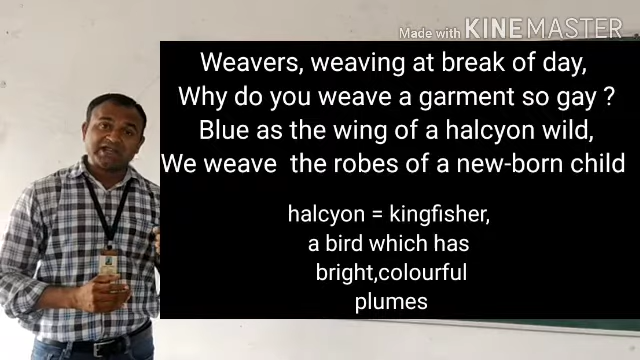 Made with KINEMASTER
Weavers, weaving at break of day,
Why do you weave a garment so gay ?
Blue as the wing of a halcyon wild,
We weave the robes of a new-born child
halcyon = kingfisher,
a bird which has
bright,colourful
plumes